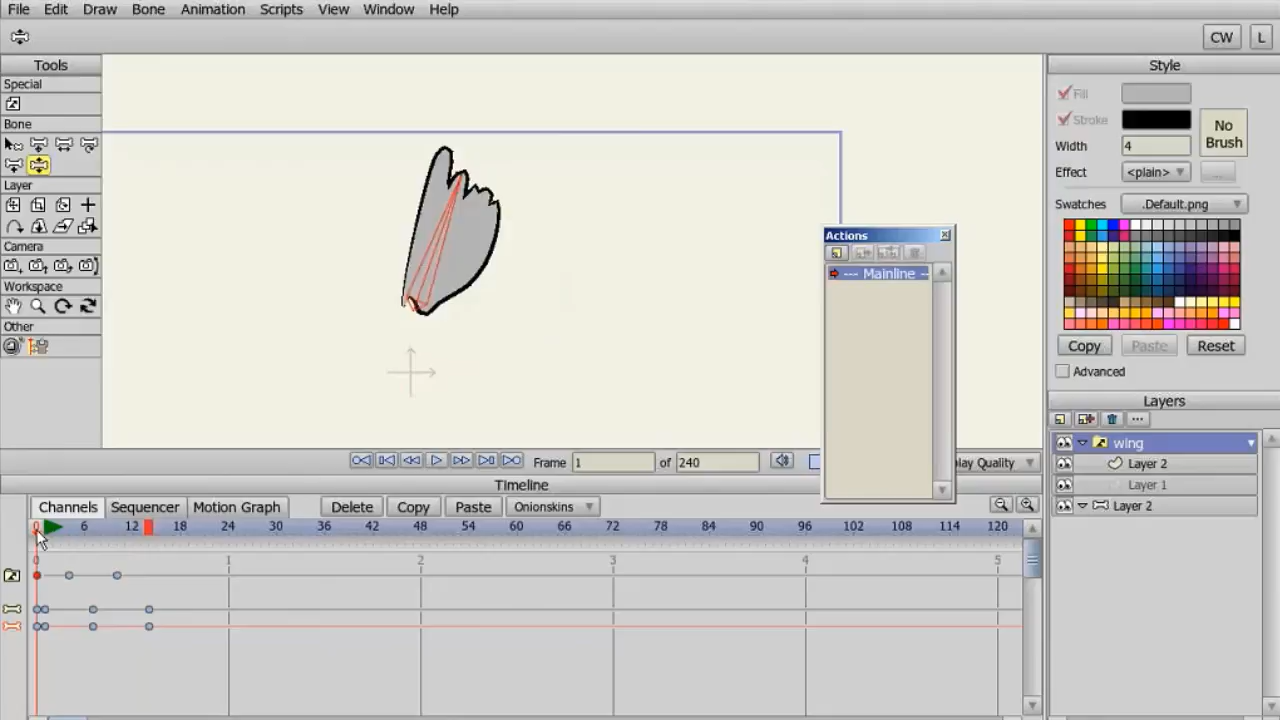 File Edit Draw Bone Animation Scripts View Window Help
CW L
Tools
Special
Bone
Layer
Camera
Workspace
Other
Style
Fill
Stroke
Width 4
No Brush
Effect <plain> ...
Swatches .Default.png
Copy Paste Reset
Advanced
Actions
--- Mainline --
Layers
wing
Layer 2
Layer 1
Layer 2
Frame 1 of 240
lay Quality
Timeline
Channels Sequencer Motion Graph Delete Copy Paste Onionskins
0 6 12 18 24 30 36 42 48 54 60 66 72 78 84 90 96 102 108 114 120
0 1 2 3 4 5